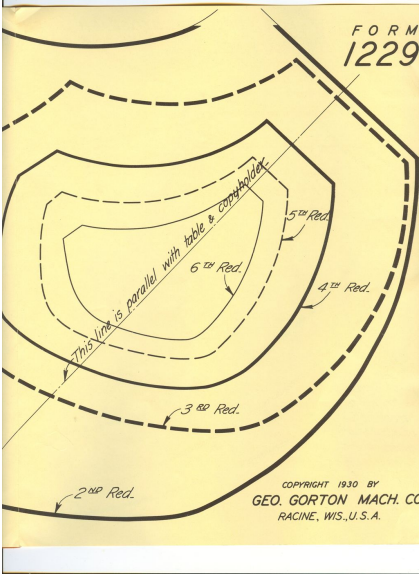 FORM
1229
This line is parallel with table & copyholder
5TH Red.
6TH Red.
4TH Red.
3RD Red.
2ND Red.
COPYRIGHT 1930 BY
GEO. GORTON MACH. CO
RACINE, WIS., U.S.A.